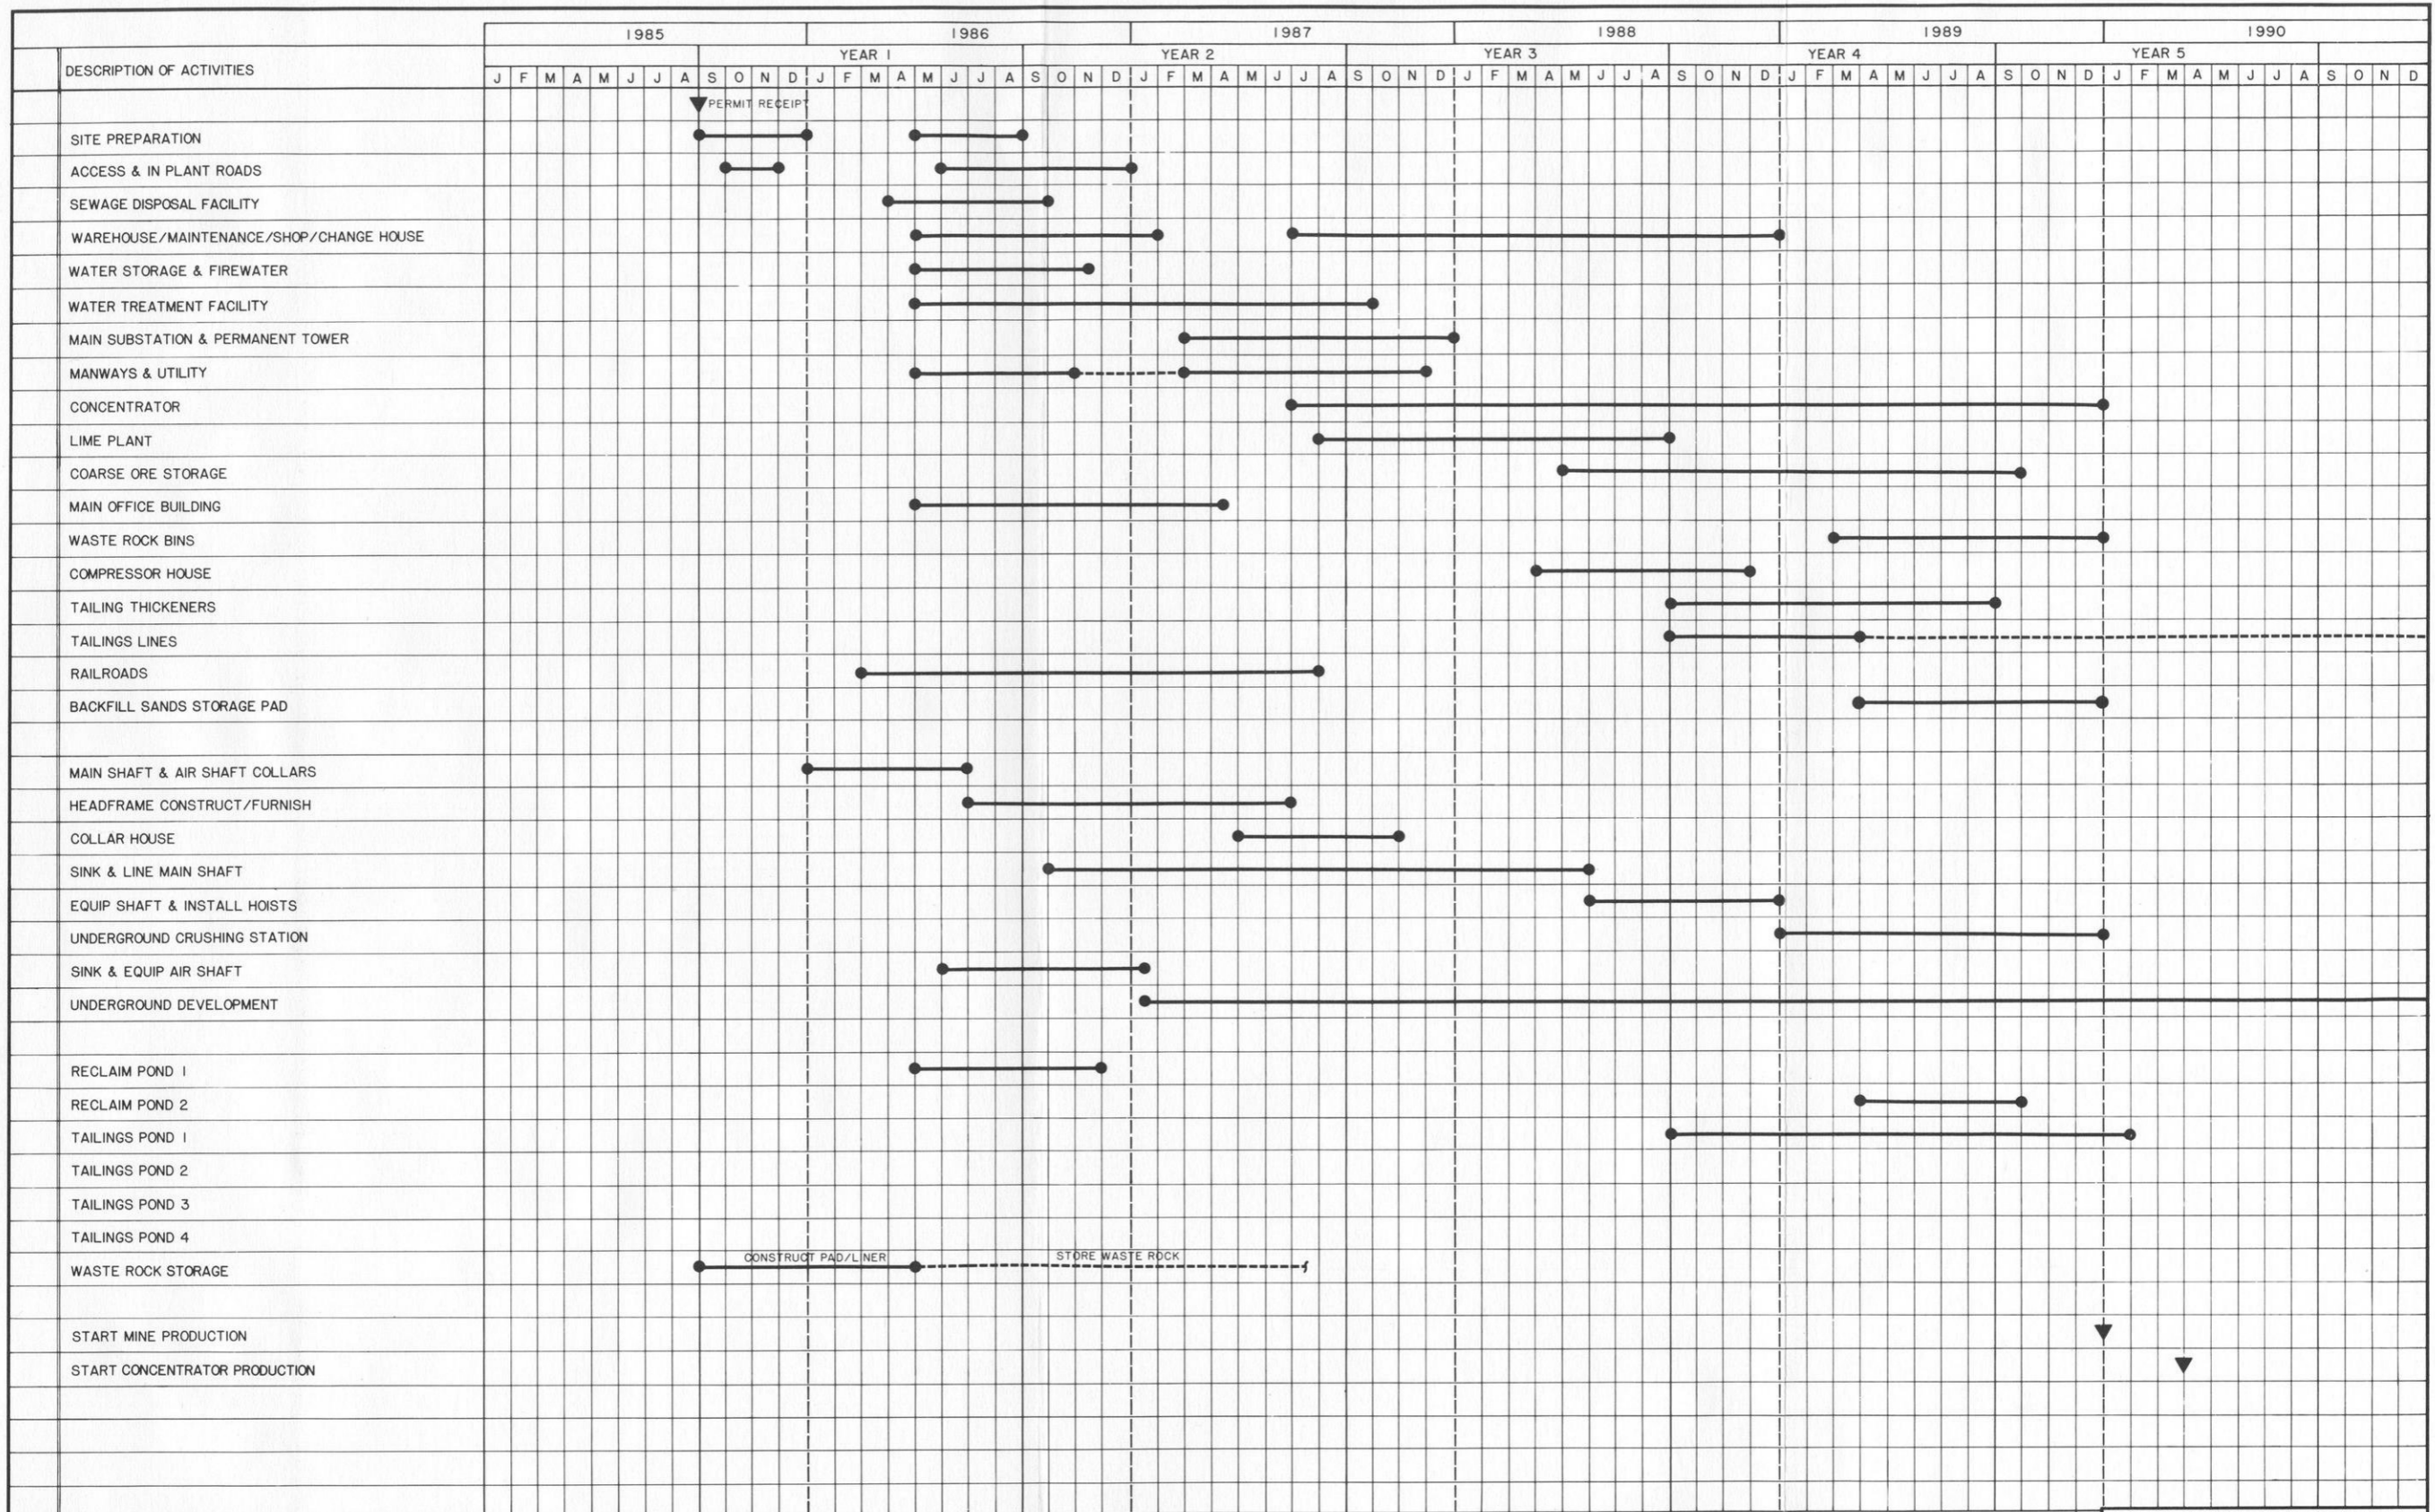 1985 1986 1987 1988 1989 1990
YEAR 1 YEAR 2 YEAR 3 YEAR 4 YEAR 5
DESCRIPTION OF ACTIVITIES
J F M A M J J A S O N D J F M A M J J A S O N D J F M A M J J A S O N D J F M A M J J A S O N D J F M A M J J A S O N D J F M A M J J A S O N D
PERMIT RECEIPT
SITE PREPARATION
ACCESS & IN PLANT ROADS
SEWAGE DISPOSAL FACILITY
WAREHOUSE/MAINTENANCE/SHOP/CHANGE HOUSE
WATER STORAGE & FIREWATER
WATER TREATMENT FACILITY
MAIN SUBSTATION & PERMANENT TOWER
MANWAYS & UTILITY
CONCENTRATOR
LIME PLANT
COARSE ORE STORAGE
MAIN OFFICE BUILDING
WASTE ROCK BINS
COMPRESSOR HOUSE
TAILING THICKENERS
TAILINGS LINES
RAILROADS
BACKFILL SANDS STORAGE PAD
MAIN SHAFT & AIR SHAFT COLLARS
HEADFRAME CONSTRUCT/FURNISH
COLLAR HOUSE
SINK & LINE MAIN SHAFT
EQUIP SHAFT & INSTALL HOISTS
UNDERGROUND CRUSHING STATION
SINK & EQUIP AIR SHAFT
UNDERGROUND DEVELOPMENT
RECLAIM POND 1
RECLAIM POND 2
TAILINGS POND 1
TAILINGS POND 2
TAILINGS POND 3
TAILINGS POND 4
CONSTRUCT PAD/LINER STORE WASTE ROCK
WASTE ROCK STORAGE
START MINE PRODUCTION
START CONCENTRATOR PRODUCTION